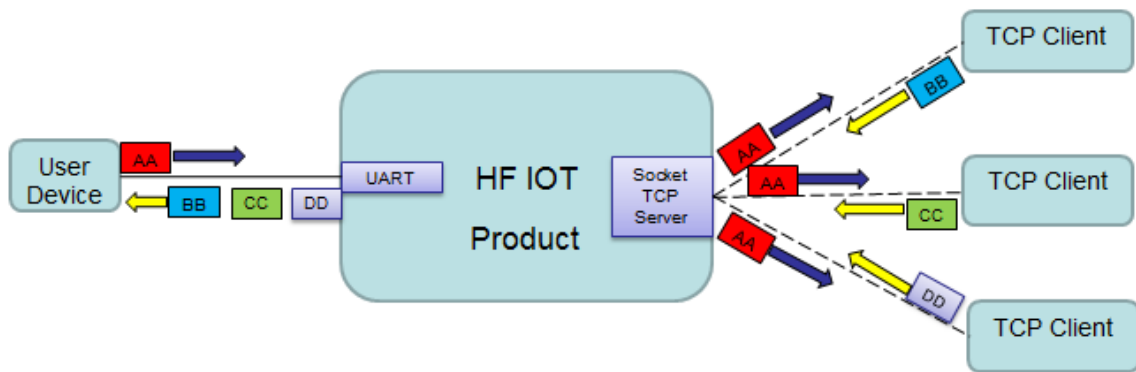 User
Device
AA
BB
CC
DD
UART
HF IOT
Product
Socket
TCP
Server
AA
AA
AA
BB
CC
DD
TCP Client
TCP Client
TCP Client